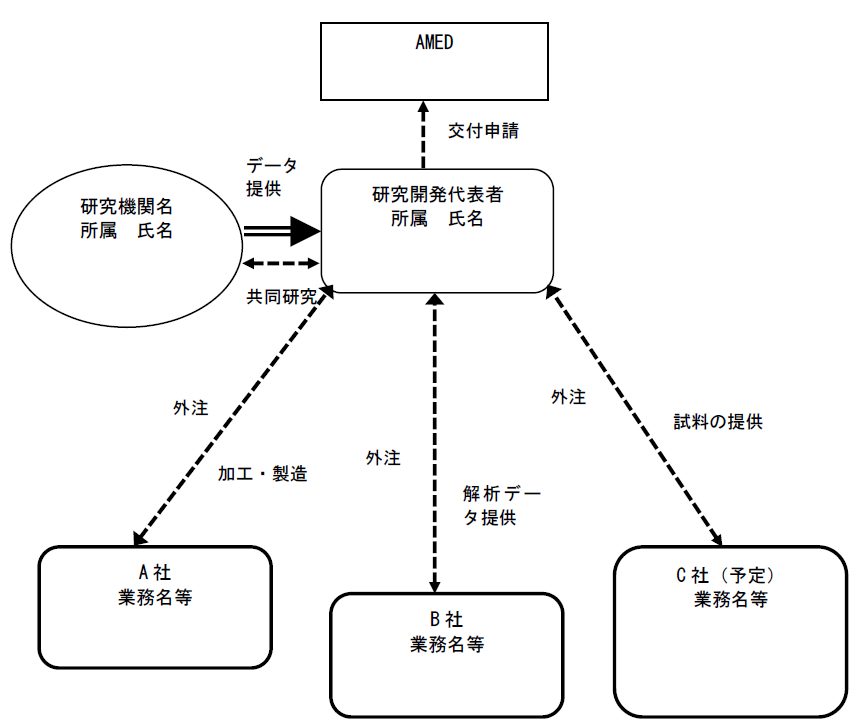 AMED
交付申請
データ
提供
研究機関名
所属　氏名
研究開発代表者
所属　氏名
共同研究
外注
加工・製造
外注
解析デー
タ提供
外注
試料の提供
A社
業務名等
B社
業務名等
C社（予定）
業務名等